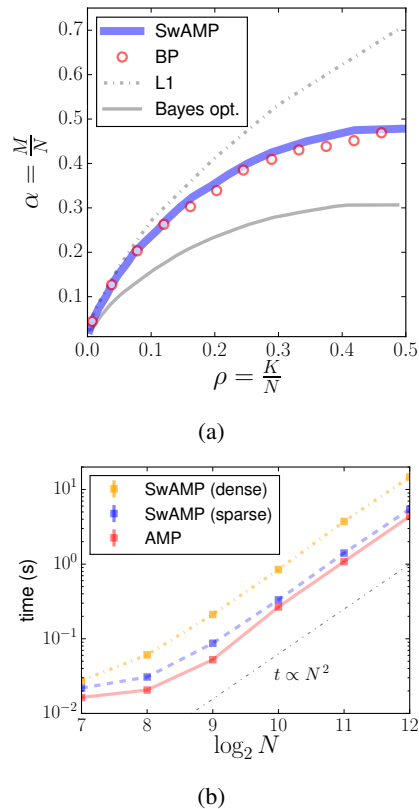 SwAMP
BP
L1
Bayes opt.
0.7
0.6
0.5
0.4
0.3
0.2
0.1
α = M/N
0.0 0.1 0.2 0.3 0.4 0.5
ρ = K/N
(a)
SwAMP (dense)
SwAMP (sparse)
AMP
10^1
10^0
10^-1
10^-2
time (s)
t ∝ N^2
7 8 9 10 11 12
log_2 N
(b)